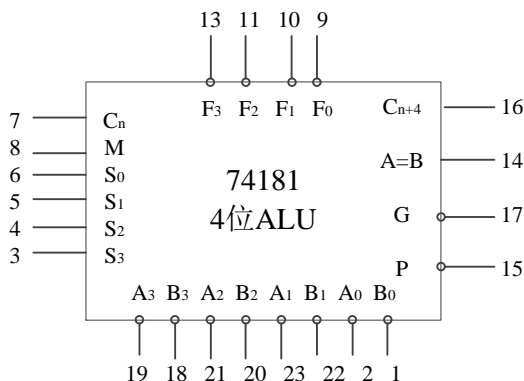 13 11 10 9
F3 F2 F1 F0
7 Cn Cn+4 16
8 M
6 S0 A=B 14
5 S1
4 S2 G 17
3 S3
P 15
74181
4位ALU
A3 B3 A2 B2 A1 B1 A0 B0
19 18 21 20 23 22 2 1